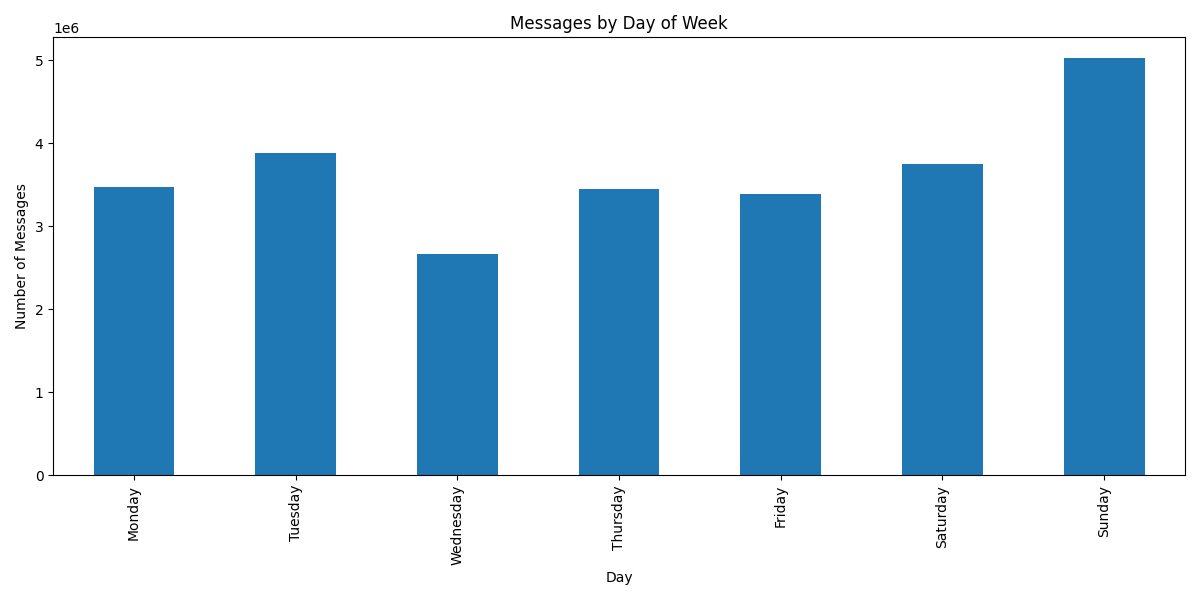 Messages by Day of Week
1e6
5
4
3
2
1
0
Number of Messages
Monday
Tuesday
Wednesday
Thursday
Friday
Saturday
Sunday
Day